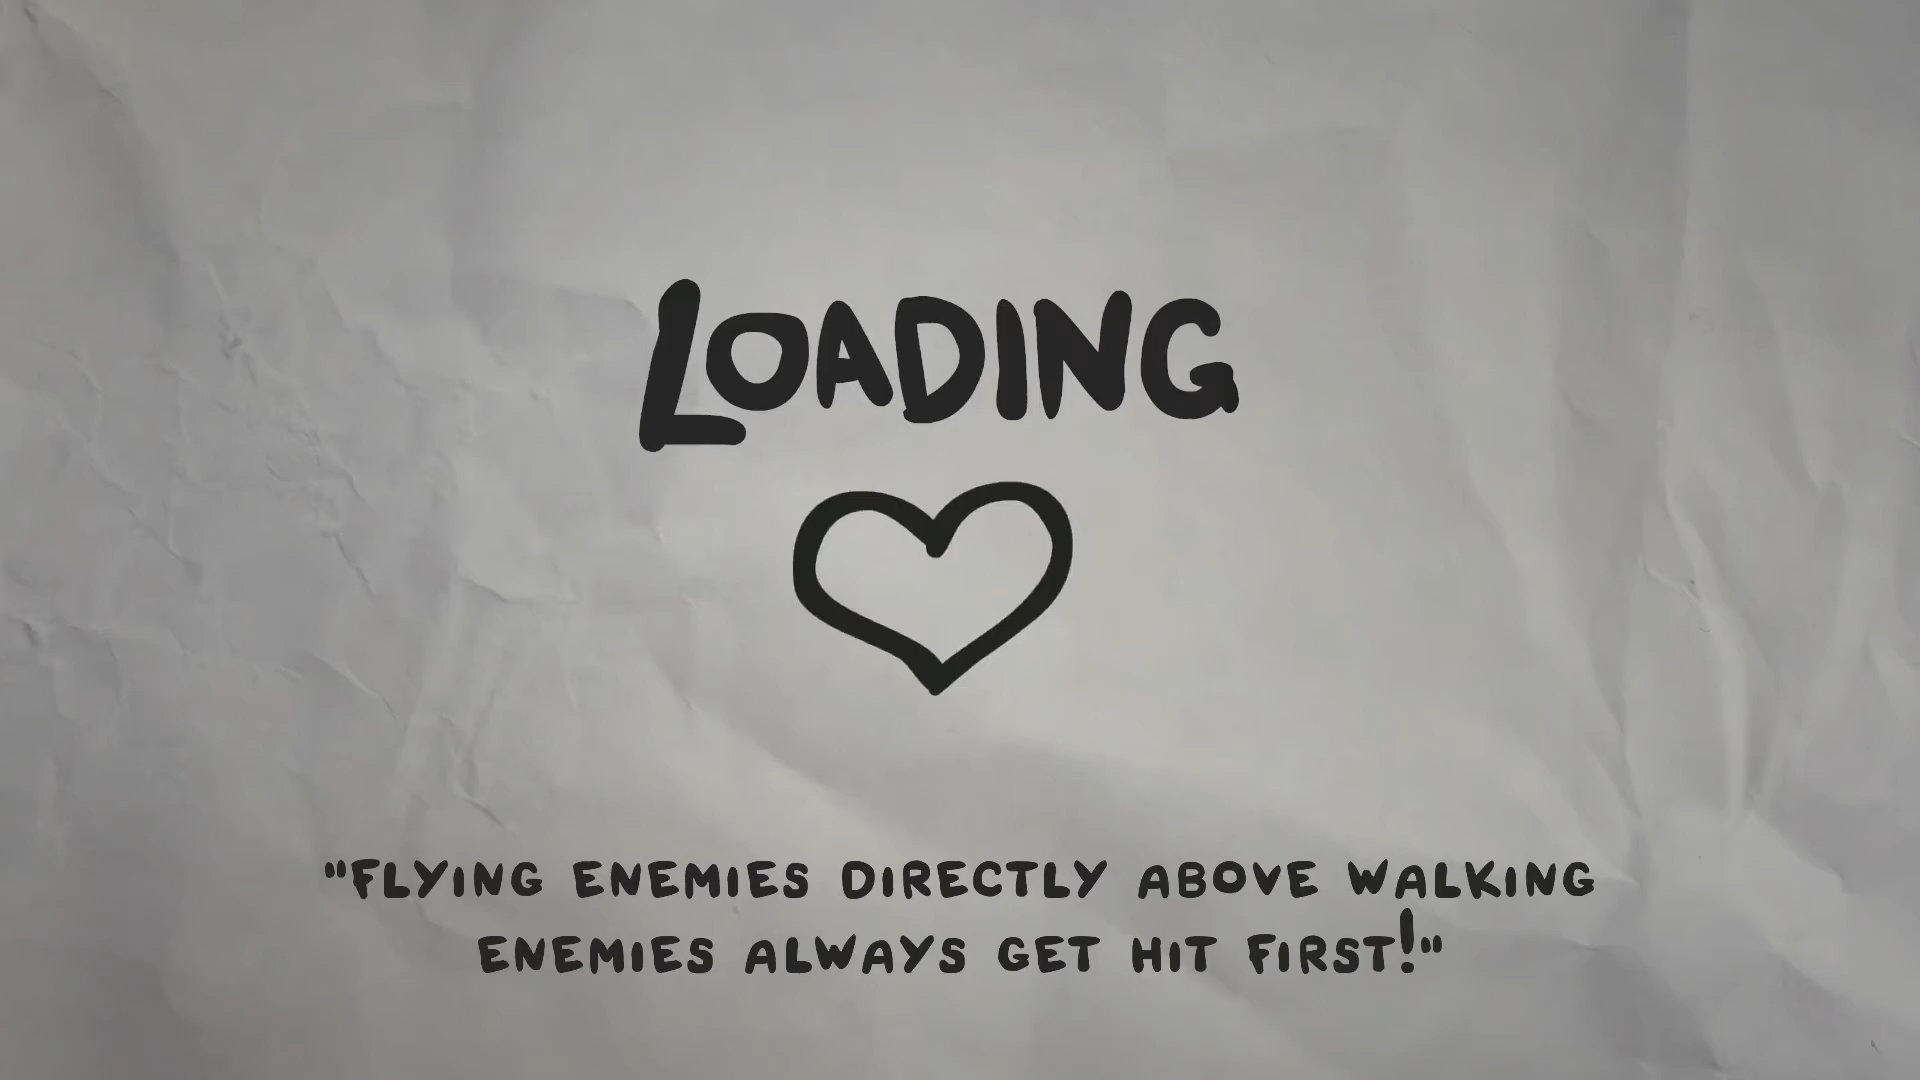 LOADING
"FLYING ENEMIES DIRECTLY ABOVE WALKING
ENEMIES ALWAYS GET HIT FIRST!"